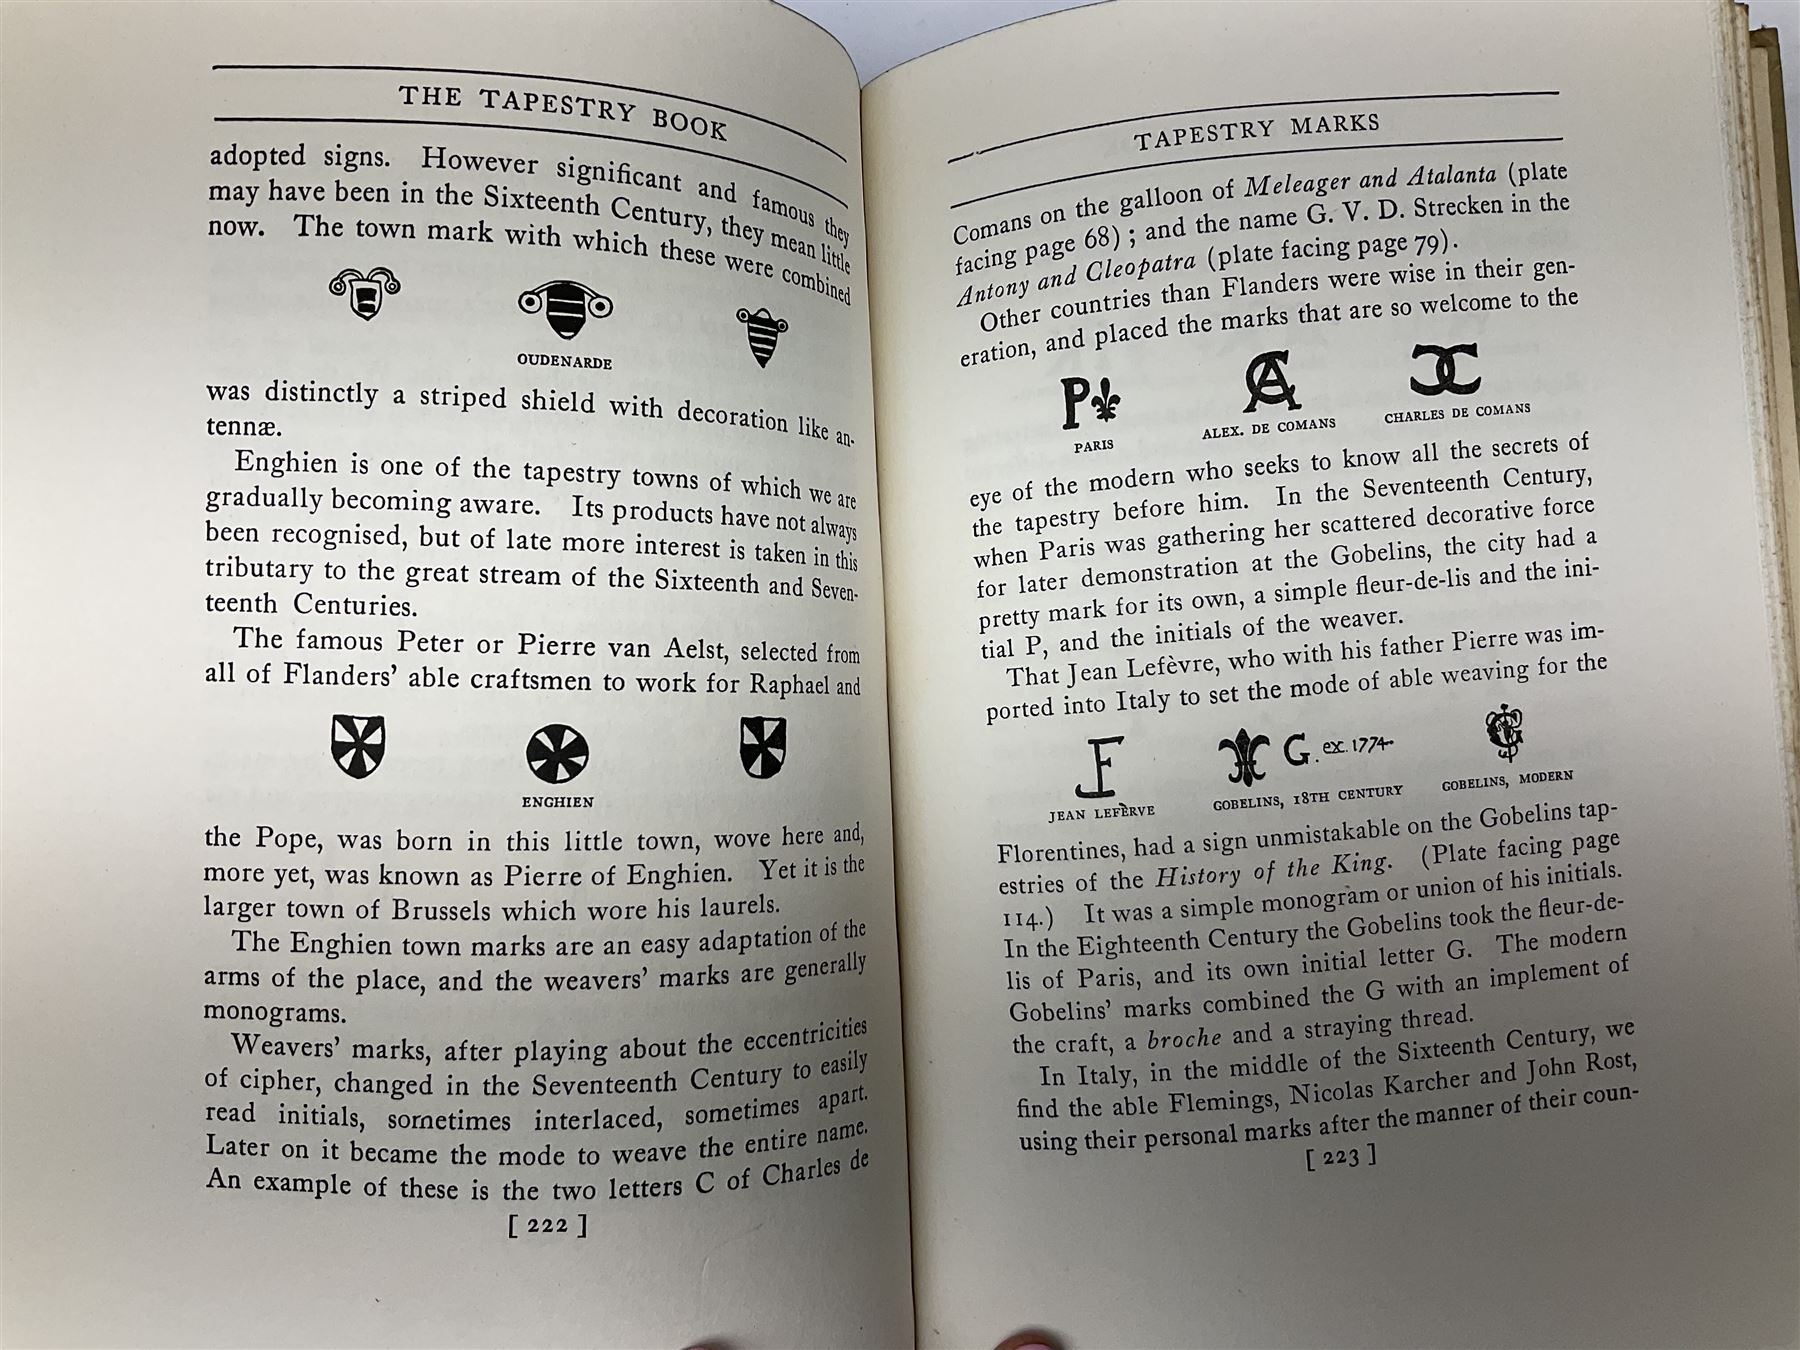 THE TAPESTRY BOOK
adopted signs. However significant and famous they
may have been in the Sixteenth Century, they mean little
now. The town mark with which these were combined
OUDENARDE
was distinctly a striped shield with decoration like an-
tennæ.
Enghien is one of the tapestry towns of which we are
gradually becoming aware. Its products have not always
been recognised, but of late more interest is taken in this
tributary to the great stream of the Sixteenth and Seven-
teenth Centuries.
The famous Peter or Pierre van Aelst, selected from
all of Flanders' able craftsmen to work for Raphael and
ENGHIEN
the Pope, was born in this little town, wove here and,
more yet, was known as Pierre of Enghien. Yet it is the
larger town of Brussels which wore his laurels.
The Enghien town marks are an easy adaptation of the
arms of the place, and the weavers' marks are generally
monograms.
Weavers' marks, after playing about the eccentricities
of cipher, changed in the Seventeenth Century to easily
read initials, sometimes interlaced, sometimes apart.
Later on it became the mode to weave the entire name.
An example of these is the two letters C of Charles de
[ 222 ]
TAPESTRY MARKS
Comans on the galloon of Meleager and Atalanta (plate
facing page 68) ; and the name G. V. D. Strecken in the
Antony and Cleopatra (plate facing page 79).
Other countries than Flanders were wise in their gen-
eration, and placed the marks that are so welcome to the
P
PARIS
ALEX. DE COMANS
CHARLES DE COMANS
eye of the modern who seeks to know all the secrets of
the tapestry before him. In the Seventeenth Century,
when Paris was gathering her scattered decorative force
for later demonstration at the Gobelins, the city had a
pretty mark for its own, a simple fleur-de-lis and the ini-
tial P, and the initials of the weaver.
That Jean Lefèvre, who with his father Pierre was im-
ported into Italy to set the mode of able weaving for the
G. ex. 1774
JEAN LEFÈRVE
GOBELINS, 18TH CENTURY
GOBELINS, MODERN
Florentines, had a sign unmistakable on the Gobelins tap-
estries of the History of the King. (Plate facing page
114.) It was a simple monogram or union of his initials.
In the Eighteenth Century the Gobelins took the fleur-de-
lis of Paris, and its own initial letter G. The modern
Gobelins' marks combined the G with an implement of
the craft, a broche and a straying thread.
In Italy, in the middle of the Sixteenth Century, we
find the able Flemings, Nicolas Karcher and John Rost,
using their personal marks after the manner of their coun-
[ 223 ]